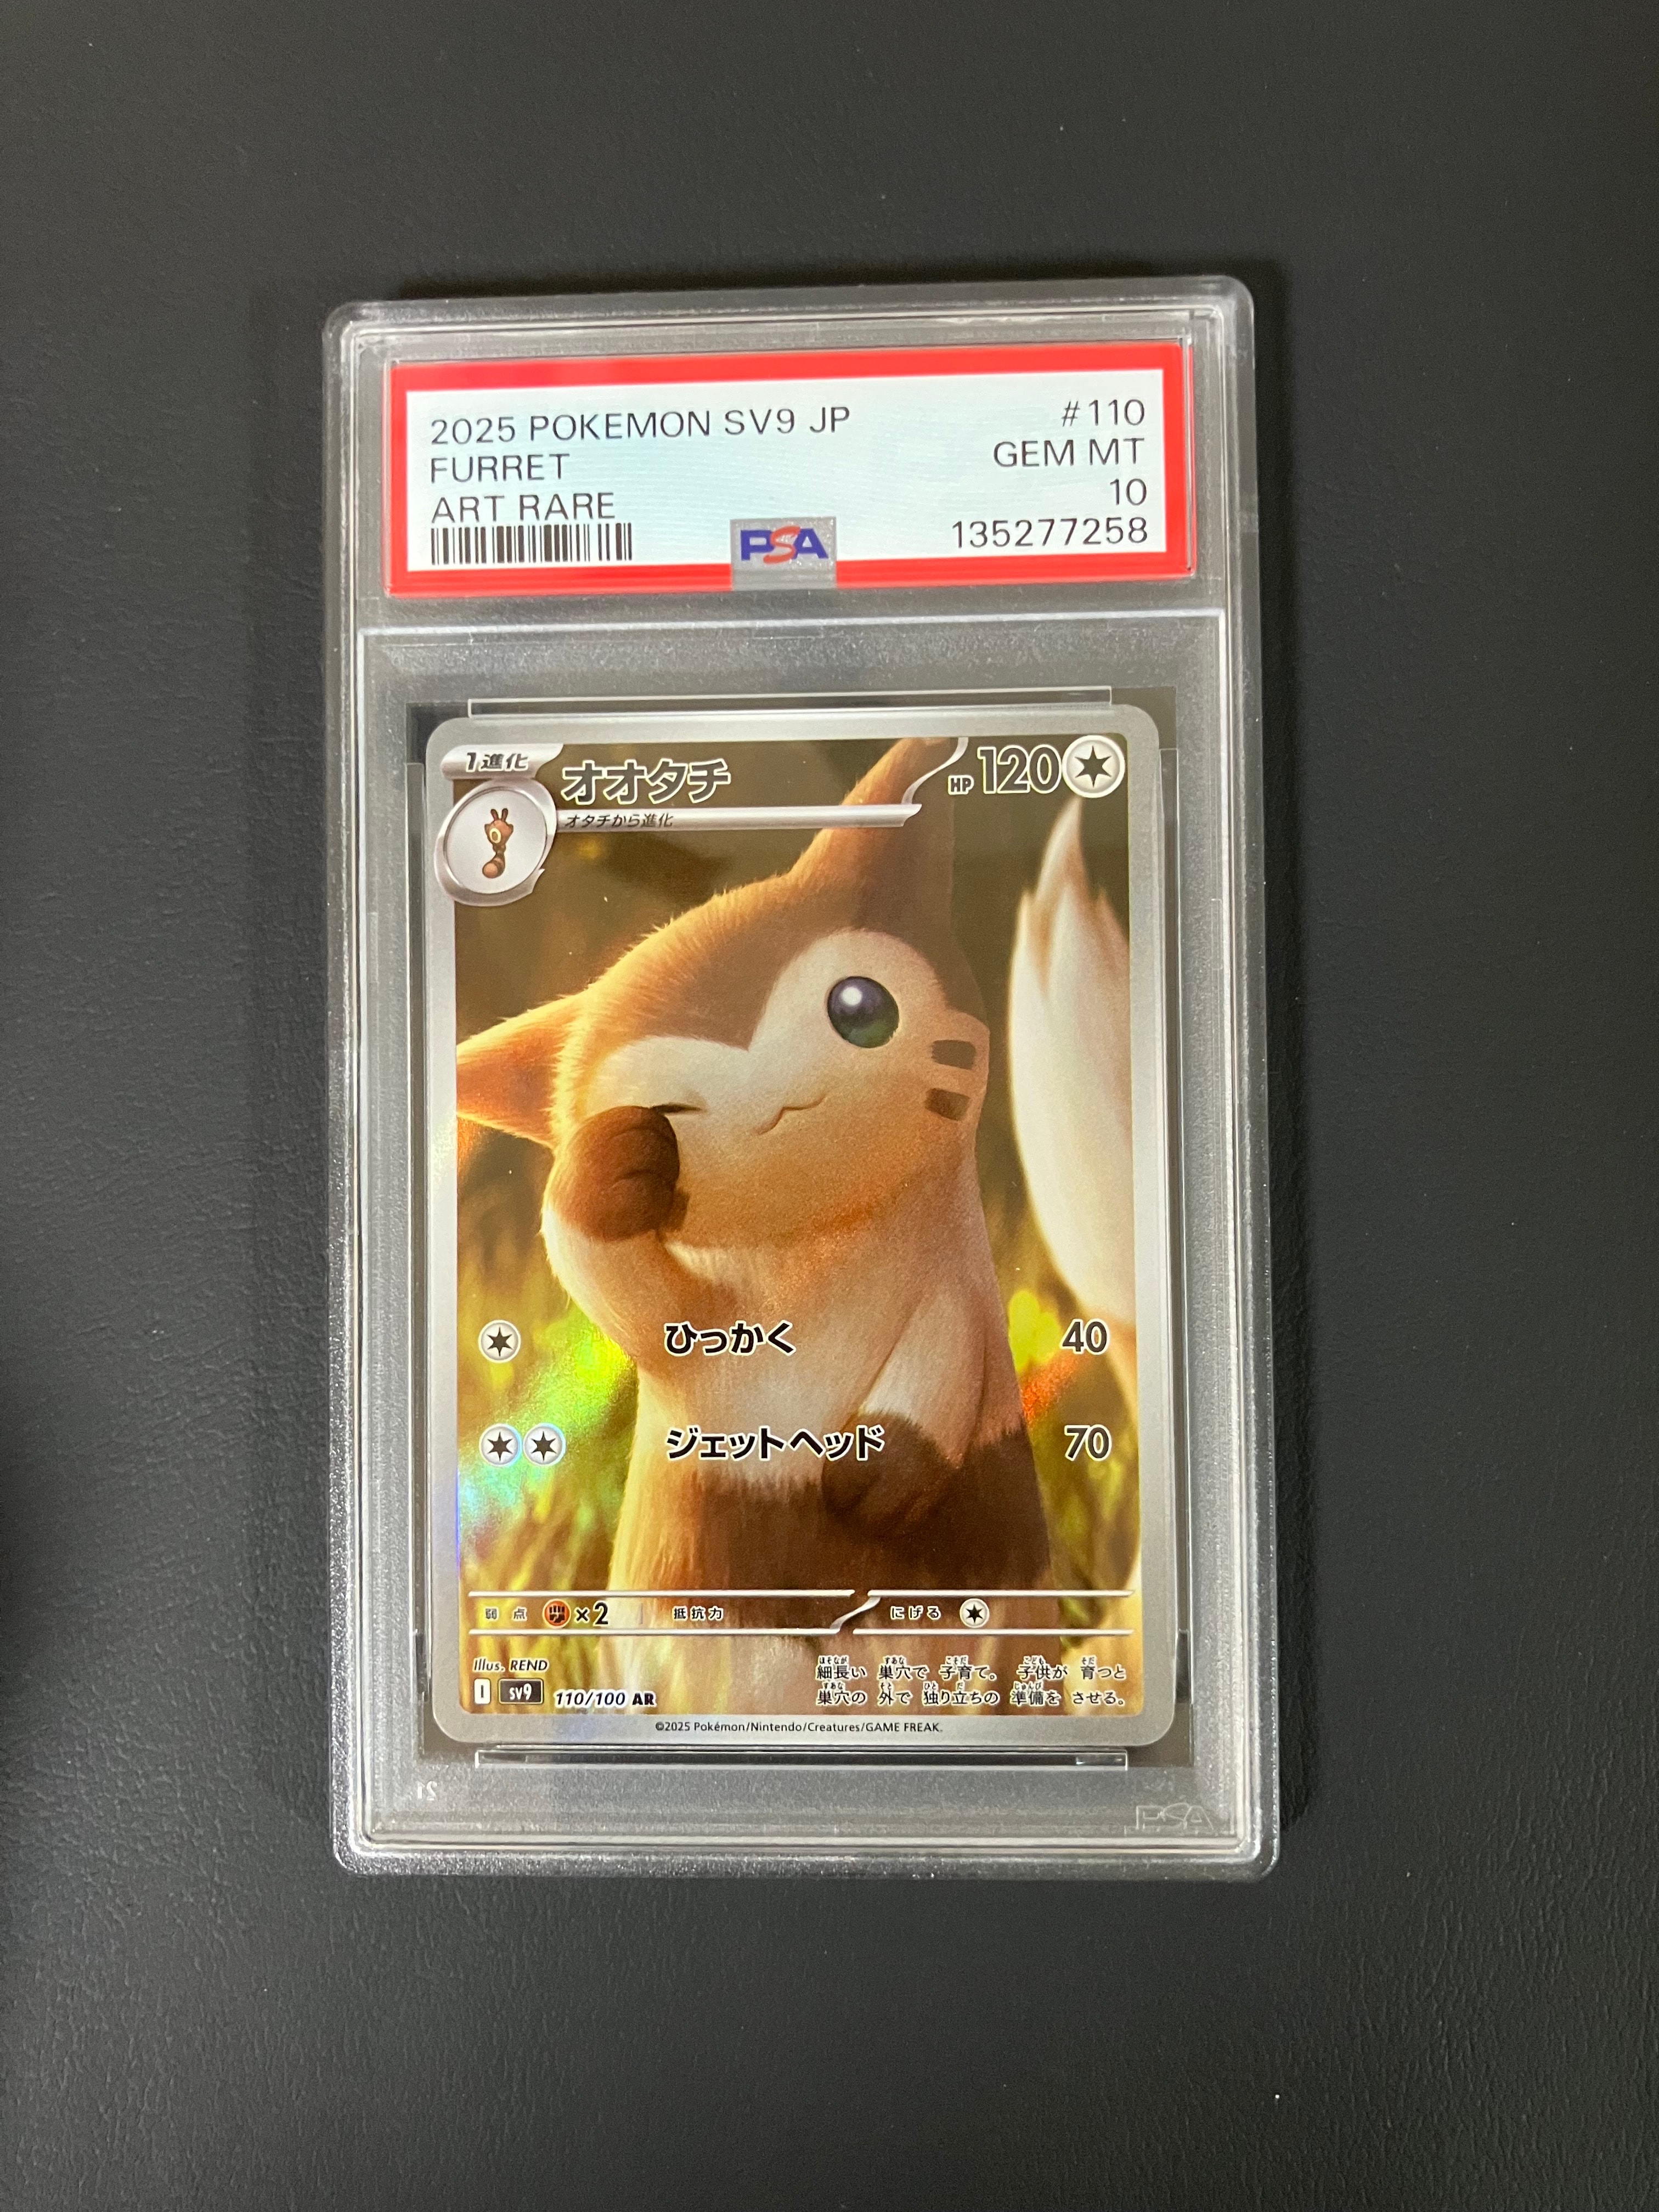 2025 POKEMON SV9 JP #110
FURRET GEM MT
ART RARE 10
135277258
PSA
1進化
オオタチ
HP 120
オタチから進化
ひっかく 40
ジェットヘッド 70
弱点 ×2 抵抗力 にげる
Illus. REND
細長い 巣穴で 子育て。 子供が 育つと
巣穴の 外で 独り立ちの 準備を させる。
I sv9 110/100 AR
©2025 Pokémon/Nintendo/Creatures/GAME FREAK.
21
PSA